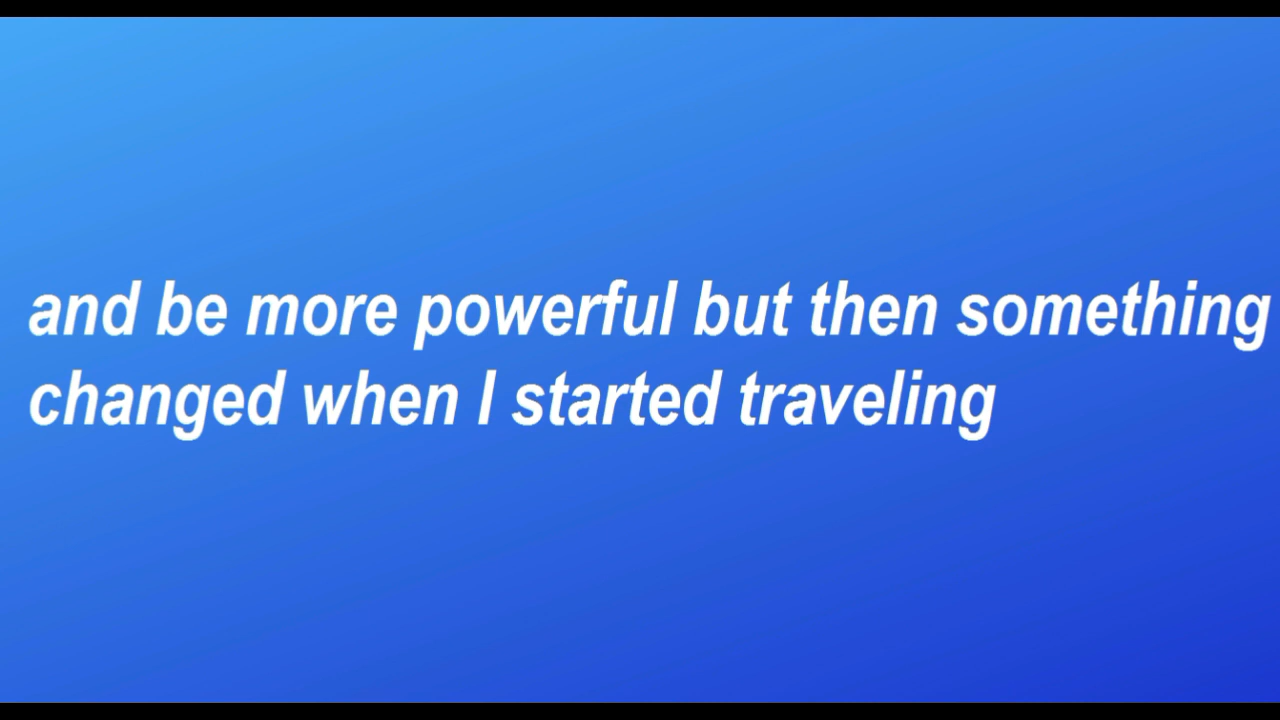 and be more powerful but then something
changed when I started traveling